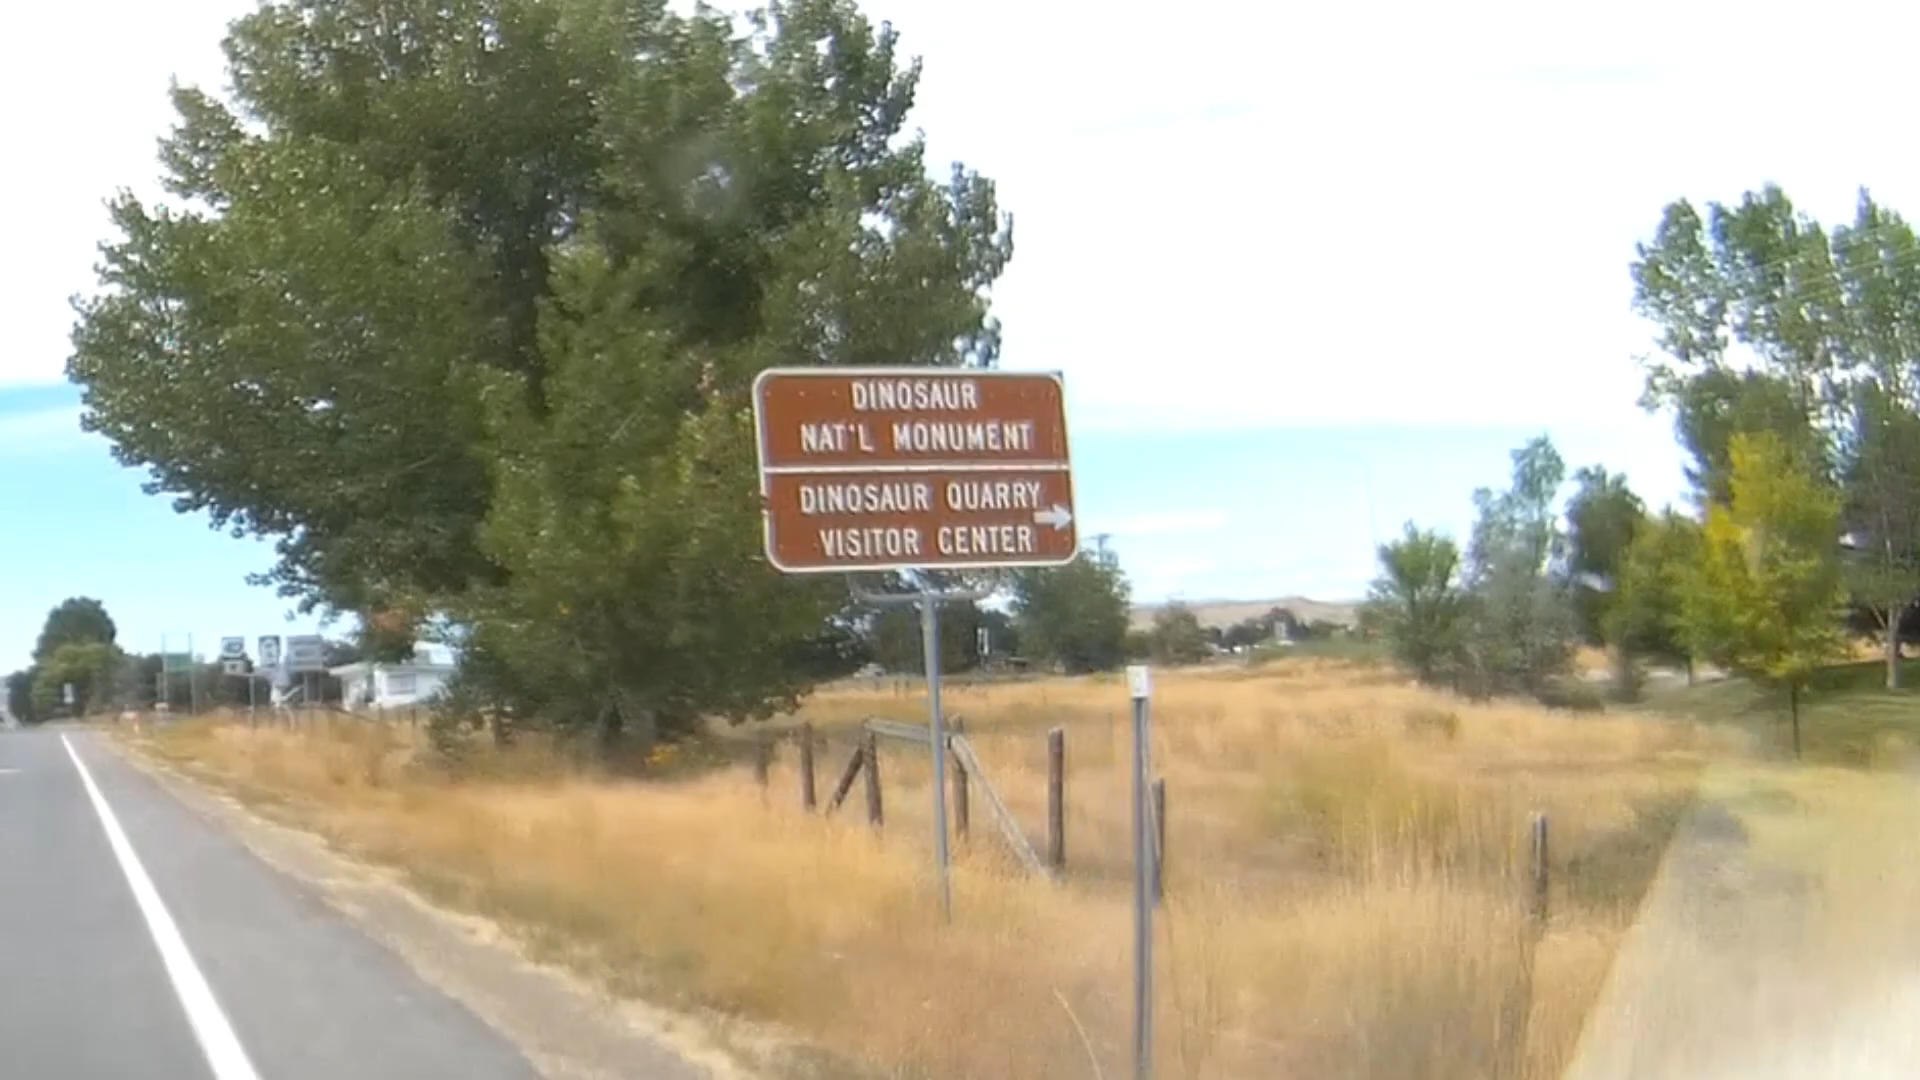 DINOSAUR
NAT'L MONUMENT
DINOSAUR QUARRY
VISITOR CENTER